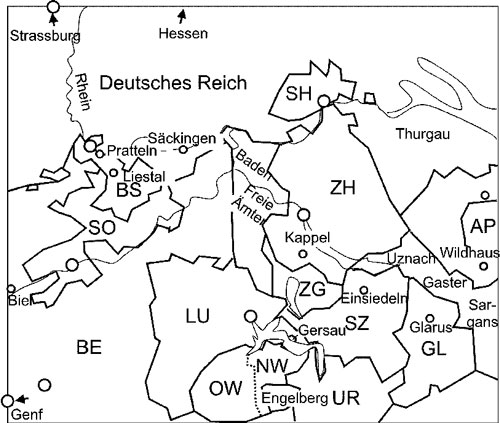 Strassburg
Hessen
Rhein
Deutsches Reich
SH
Thurgau
Säckingen
Pratteln
Baden
Liestal
BS
ZH
Freie
Ämter
AP
SO
Kappel
Wildhaus
Uznach
Biel
ZG
Einsiedeln
Gaster
Sar-
gans
LU
Gersau
SZ
Glarus
BE
NW
GL
OW
Engelberg
UR
Genf